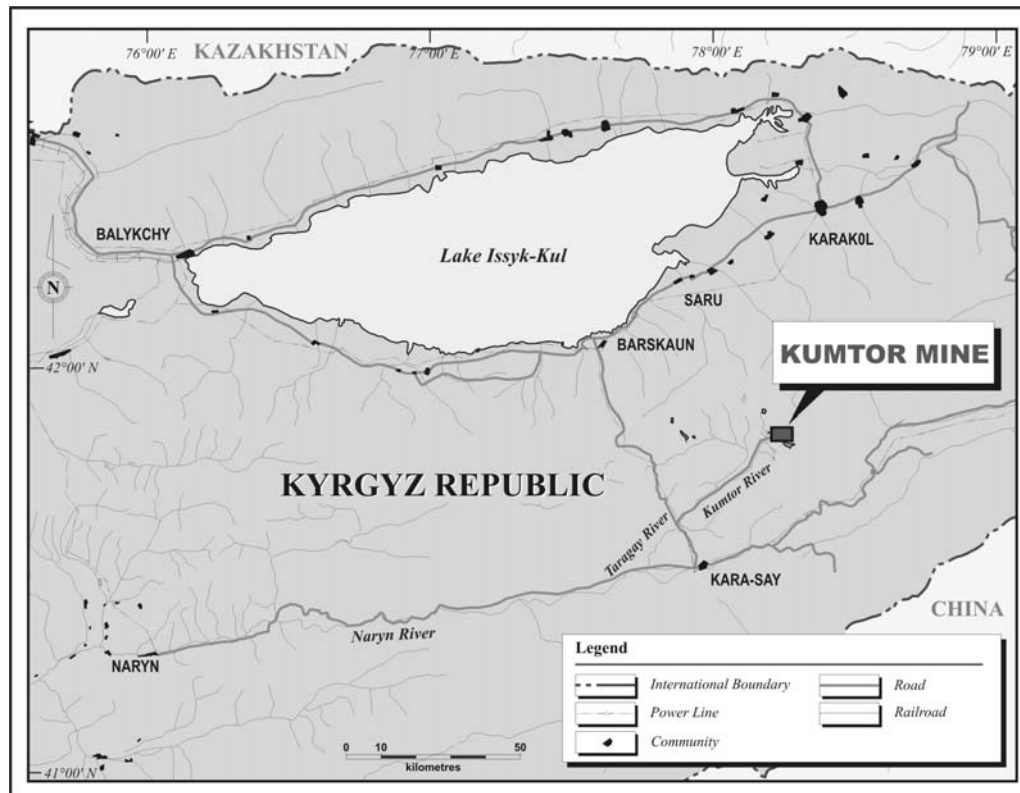 76°00' E
77°00' E
78°00' E
79°00' E
KAZAKHSTAN
BALYKCHY
KARAK0L
Lake Issyk-Kul
N
SARU
BARSKAUN
KUMTOR MINE
42°00' N
KYRGYZ REPUBLIC
Kumtor River
Taragay River
KARA-SAY
CHINA
Naryn River
NARYN
Legend
International Boundary
Road
Power Line
Railroad
Community
0 10 50
kilometres
41°00' N